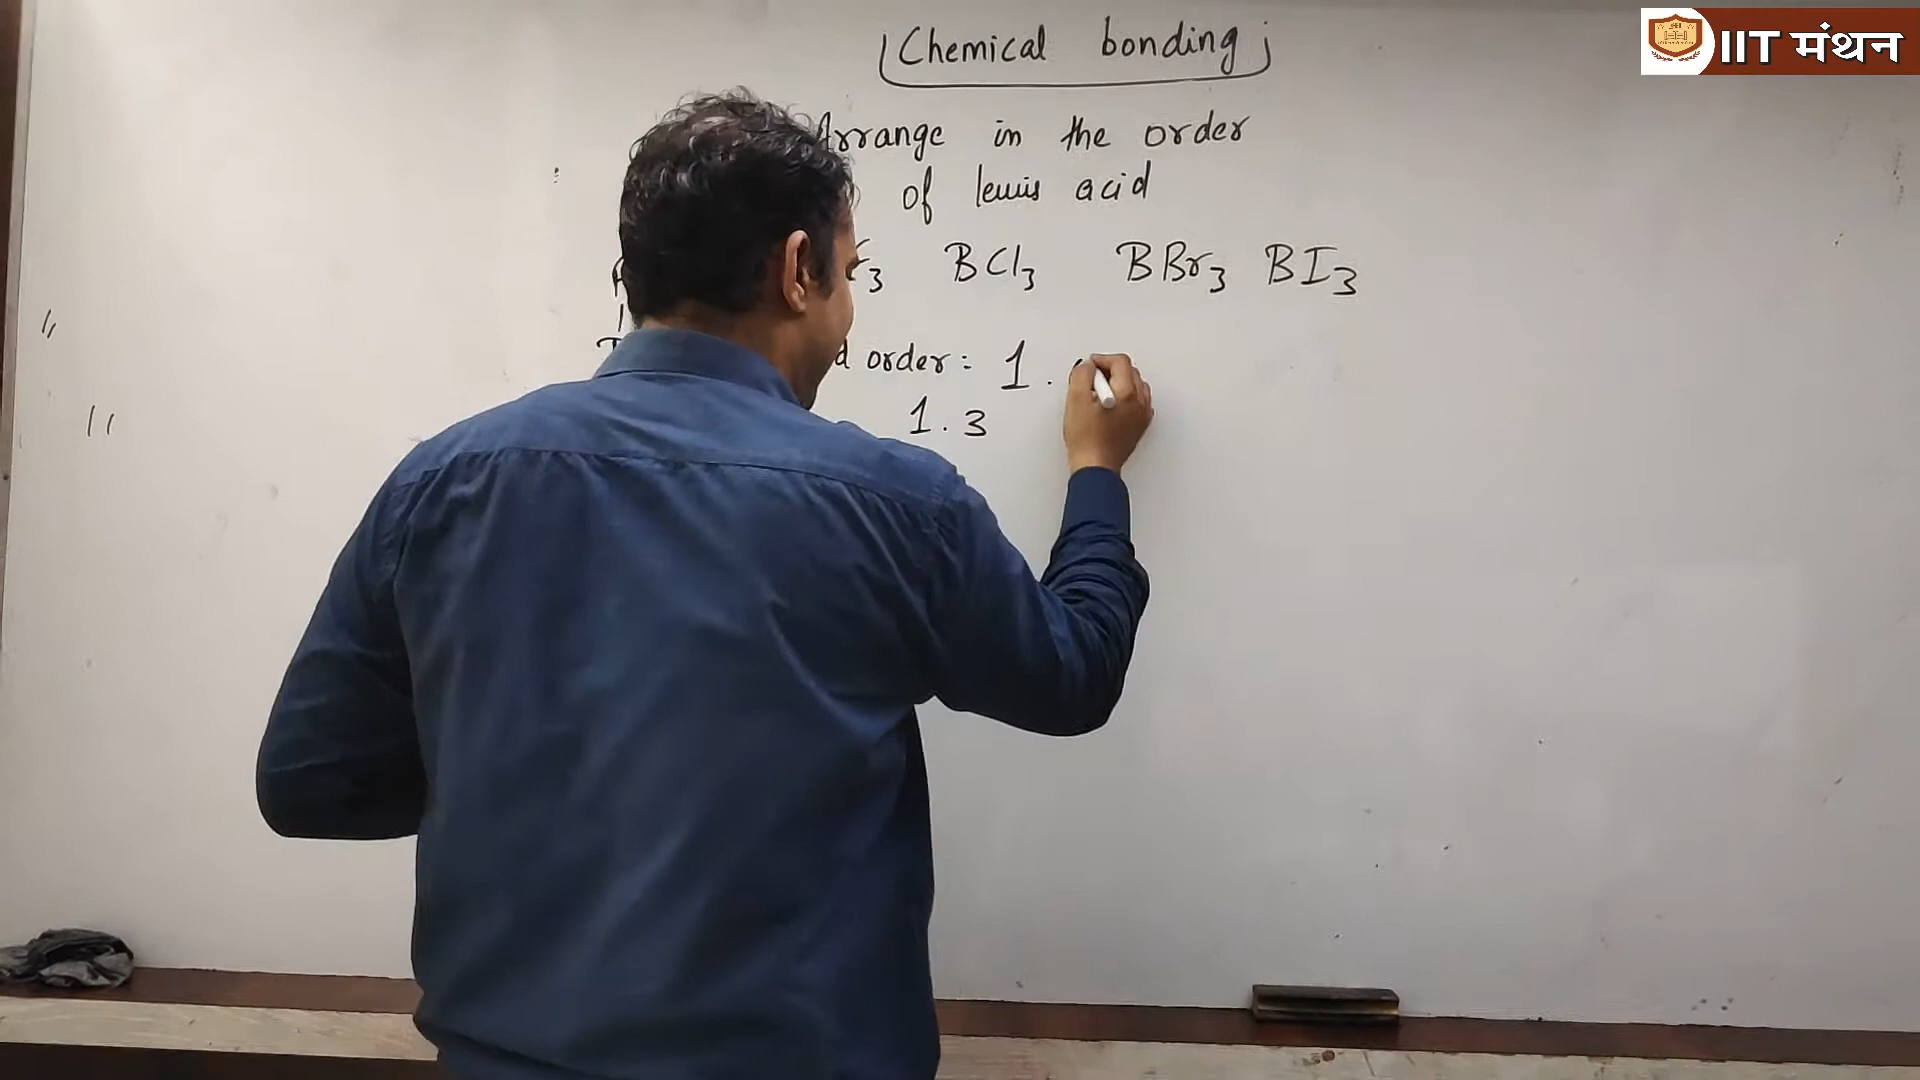 IIT मंथन
Chemical bonding
Arrange in the order
of lewis acid
BCl3 BBr3 BI3
order : 1 .
1.3